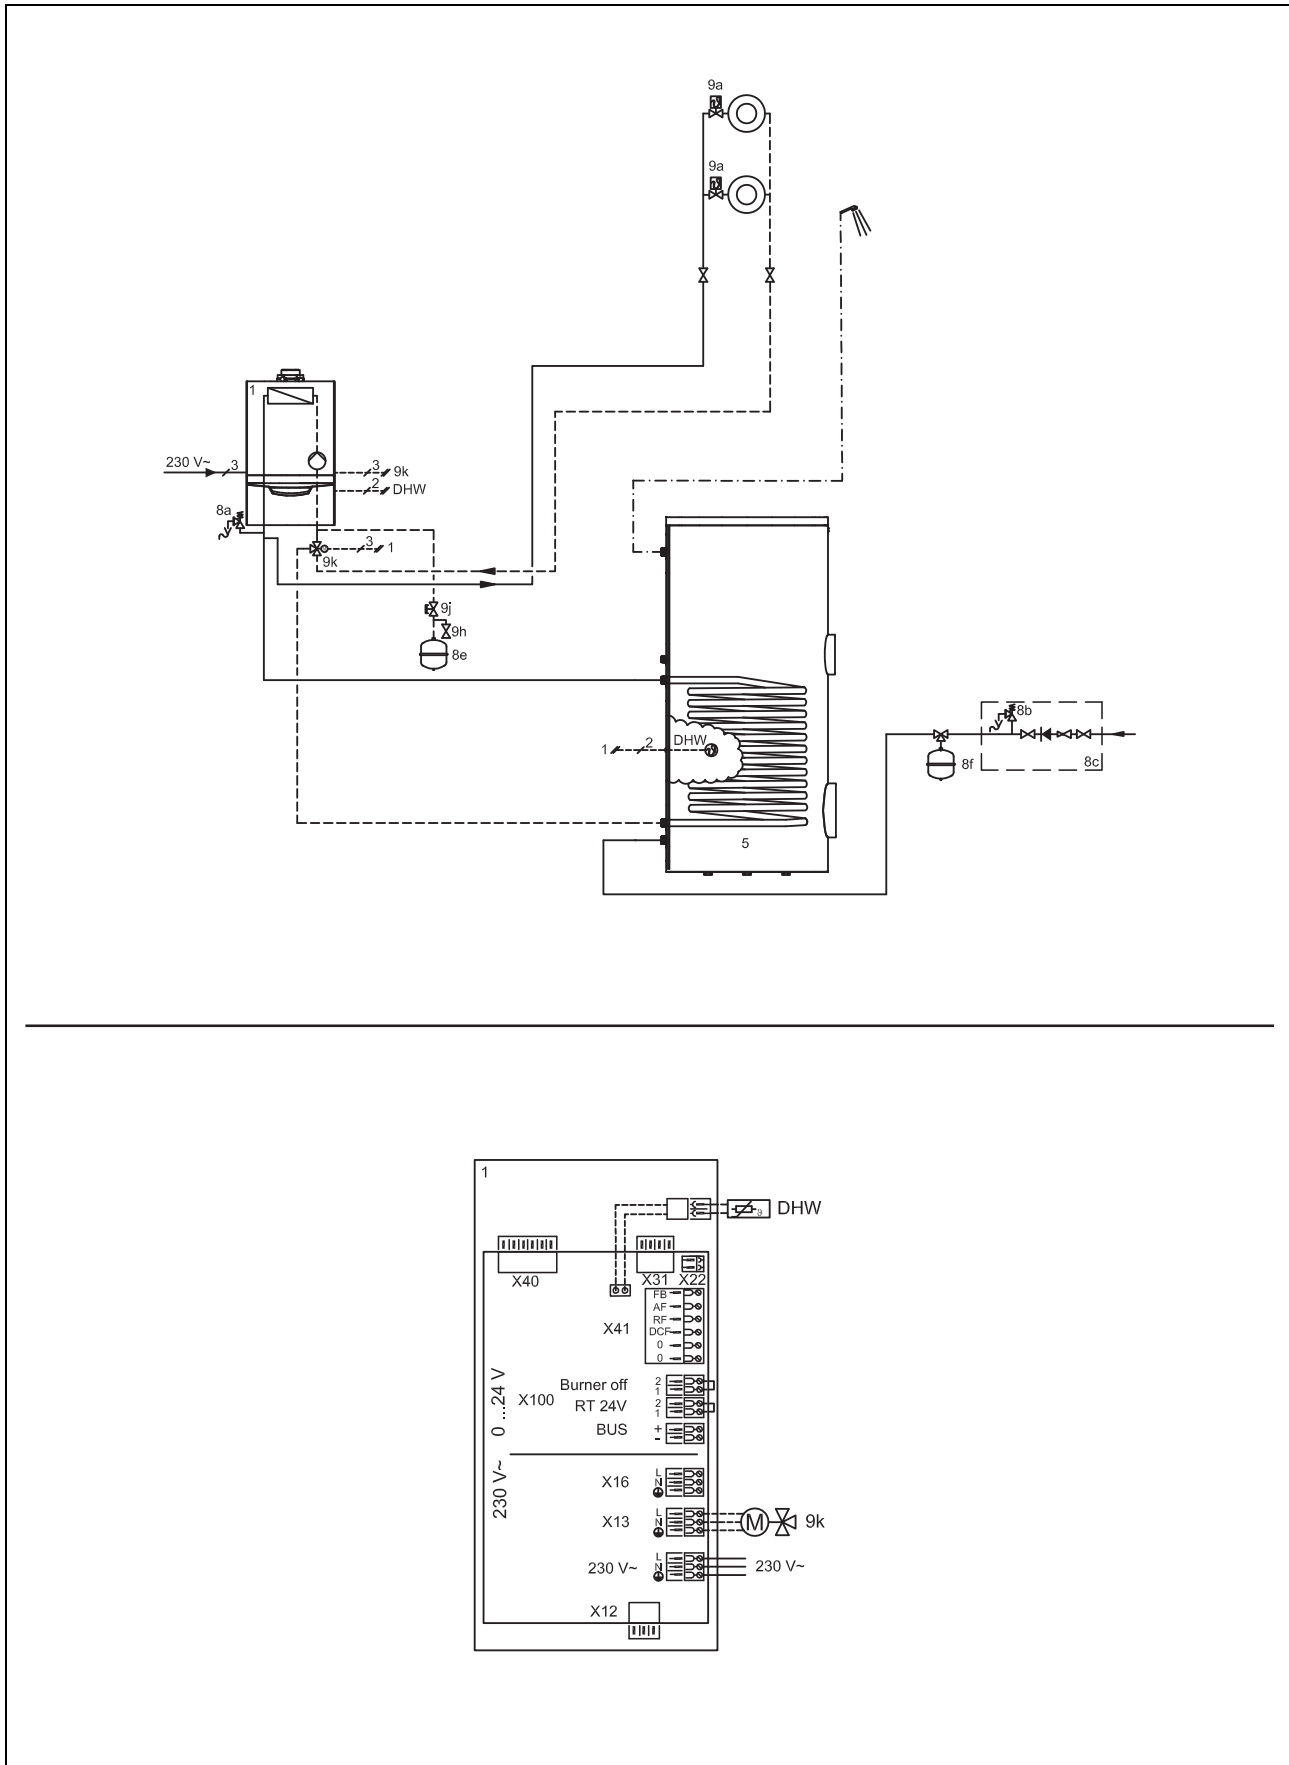 9a
9a
1
230 V~
3
3
9k
2
DHW
8a
3
1
9k
9j
9h
8e
8b
DHW
1
2
8f
8c
5
1
DHW
ϑ
X40
X31
X22
FB
AF
X41
RF
DCF
0
0
0 ...24 V
X100
Burner off
2
1
RT 24V
2
1
BUS
+
-
230 V~
X16
L
N
X13
L
N
M
9k
230 V~
L
N
230 V~
X12